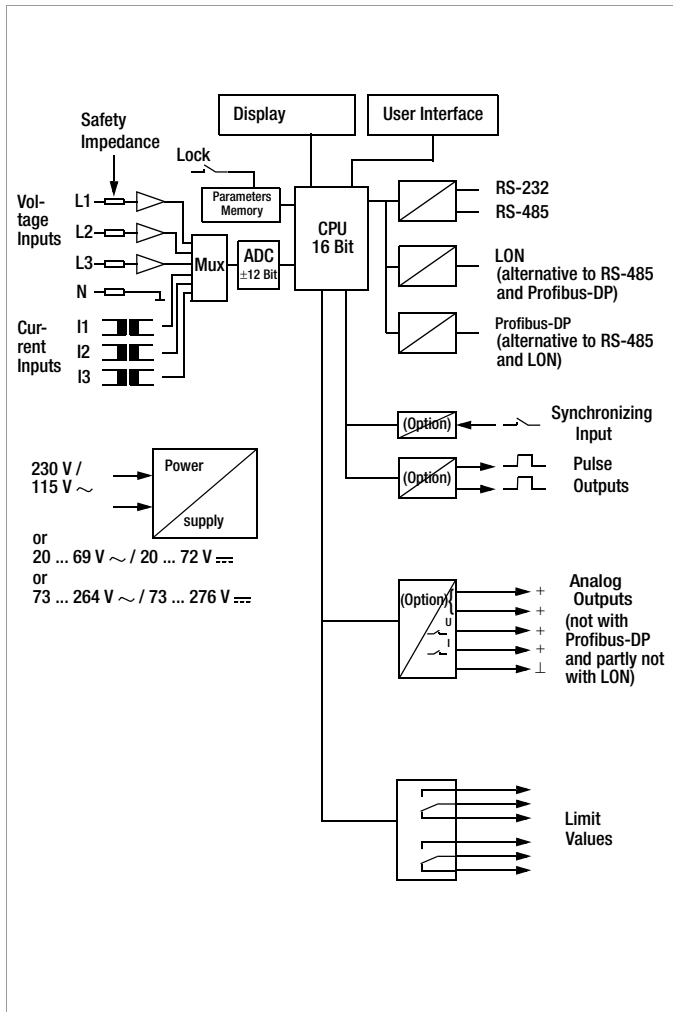 Display
User Interface
Safety
Impedance
Lock
Parameters
Memory
Vol-
tage
Inputs
L1
L2
L3
N
Cur-
rent
Inputs
I1
I2
I3
Mux
ADC
±12 Bit
CPU
16 Bit
RS-232
RS-485
LON
(alternative to RS-485
and Profibus-DP)
Profibus-DP
(alternative to RS-485
and LON)
(Option)
Synchronizing
Input
(Option)
Pulse
Outputs
230 V /
115 V ~
Power
supply
or
20 ... 69 V ~ / 20 ... 72 V ⎓
or
73 ... 264 V ~ / 73 ... 276 V ⎓
(Option)
{
U
I
+
+
+
+
⊥
Analog
Outputs
(not with
Profibus-DP
and partly not
with LON)
Limit
Values